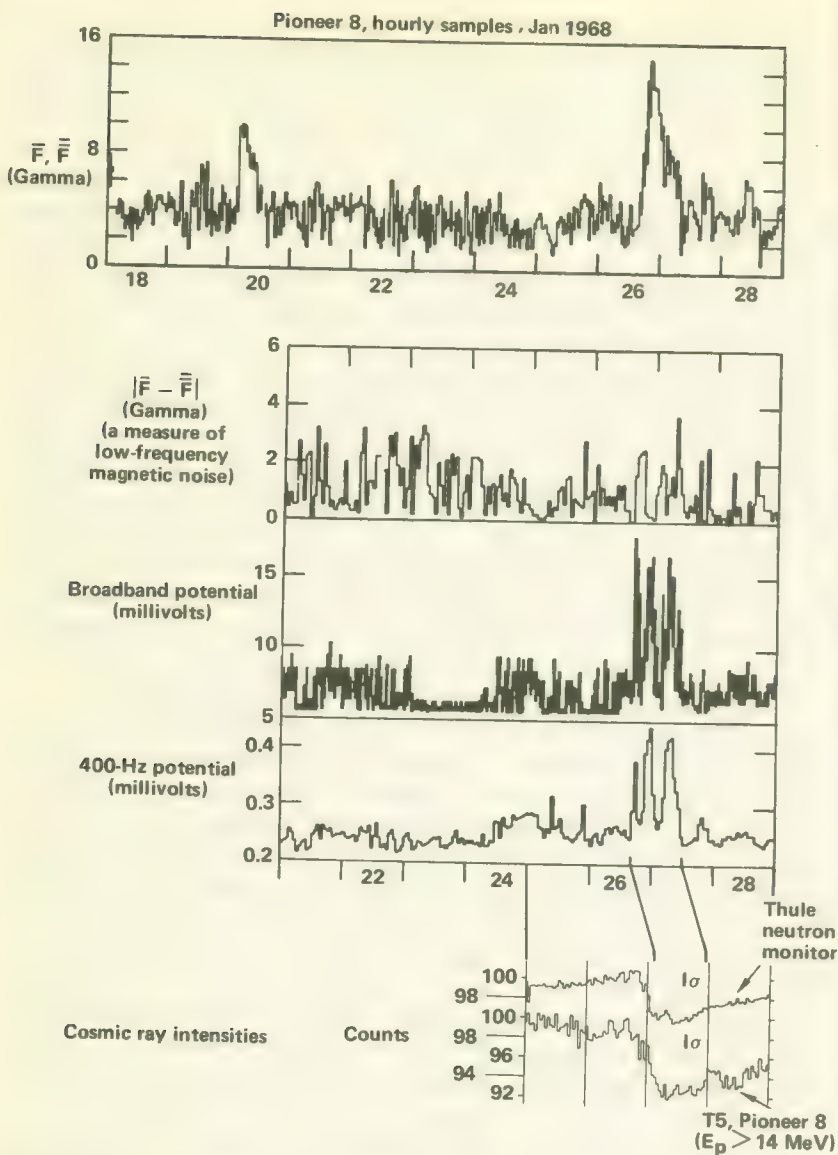 Pioneer 8, hourly samples, Jan 1968
16
8
0
F̄, F̿
(Gamma)
18 20 22 24 26 28
6
4
2
0
|F̄ − F̿|
(Gamma)
(a measure of
low-frequency
magnetic noise)
15
10
5
Broadband potential
(millivolts)
0.4
0.3
0.2
400-Hz potential
(millivolts)
22 24 26 28
Thule
neutron
monitor
100
98
Iσ
100
98
96
94
92
Iσ
Cosmic ray intensities Counts
T5, Pioneer 8
(Eₚ > 14 MeV)